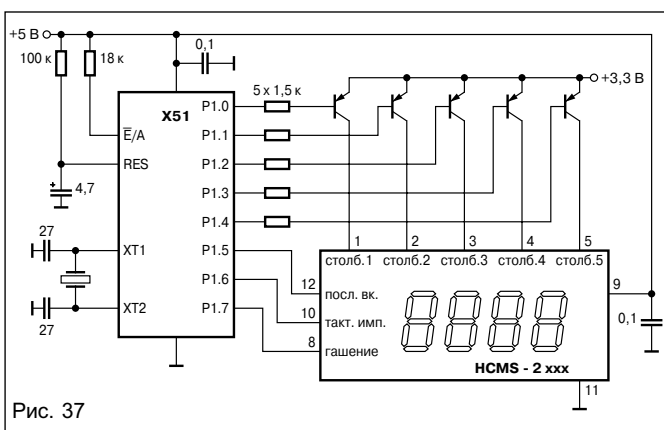 +5 В
100 к
18 к
0,1
5 x 1,5 к
+3,3 В
X51
P1.0
E̅/A
P1.1
RES
P1.2
4,7
P1.3
P1.4
27
XT1
P1.5
P1.6
XT2
P1.7
27
1
2
3
4
5
столб.1
столб.2
столб.3
столб.4
столб.5
12
посл. вк.
10
такт. имп.
8
гашение
9
0,1
HCMS - 2 xxx
11
Рис. 37